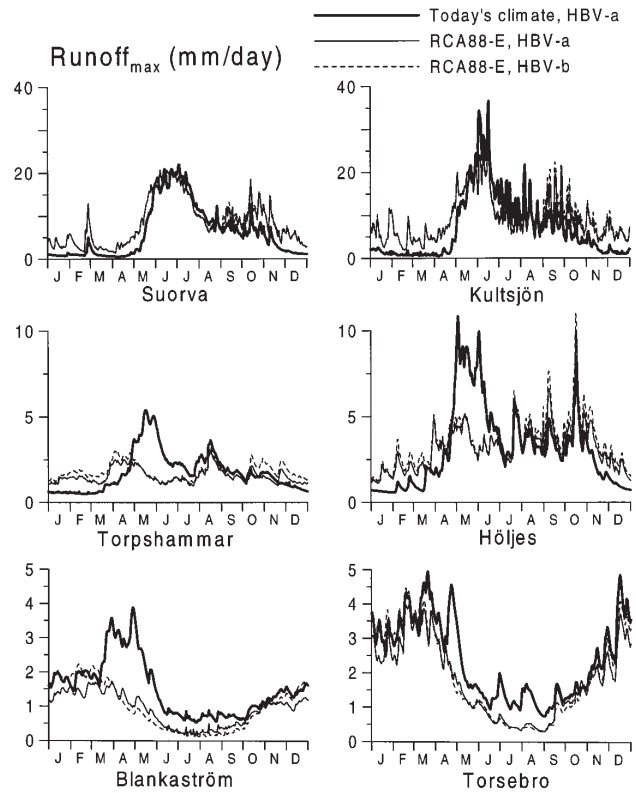 Today's climate, HBV-a
RCA88-E, HBV-a
RCA88-E, HBV-b
Runoffmax (mm/day)
40
20
0
J F M A M J J A S O N D
Suorva
40
20
0
J F M A M J J A S O N D
Kultsjön
10
5
0
J F M A M J J A S O N D
Torpshammar
10
5
0
J F M A M J J A S O N D
Höljes
5
4
3
2
1
0
J F M A M J J A S O N D
Blankaström
5
4
3
2
1
0
J F M A M J J A S O N D
Torsebro